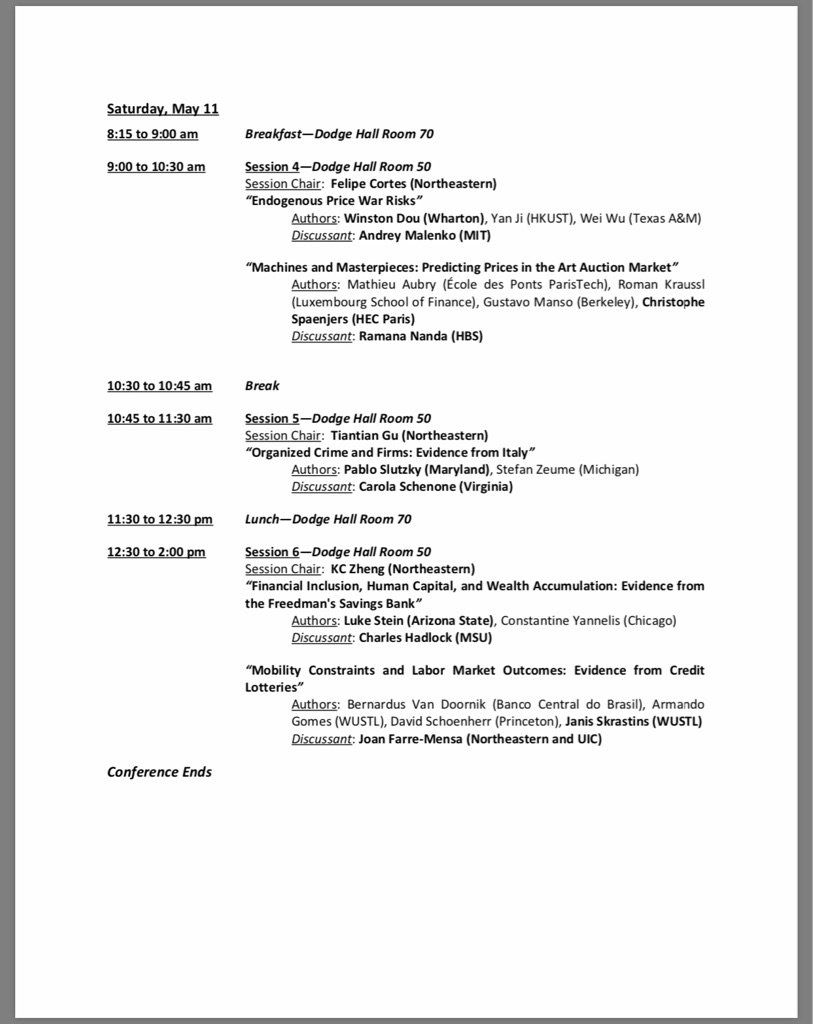 Saturday, May 11
8:15 to 9:00 am Breakfast—Dodge Hall Room 70
9:00 to 10:30 am Session 4—Dodge Hall Room 50
Session Chair: Felipe Cortes (Northeastern)
“Endogenous Price War Risks”
Authors: Winston Dou (Wharton), Yan Ji (HKUST), Wei Wu (Texas A&M)
Discussant: Andrey Malenko (MIT)
“Machines and Masterpieces: Predicting Prices in the Art Auction Market”
Authors: Mathieu Aubry (École des Ponts ParisTech), Roman Kraussl
(Luxembourg School of Finance), Gustavo Manso (Berkeley), Christophe
Spaenjers (HEC Paris)
Discussant: Ramana Nanda (HBS)
10:30 to 10:45 am Break
10:45 to 11:30 am Session 5—Dodge Hall Room 50
Session Chair: Tiantian Gu (Northeastern)
“Organized Crime and Firms: Evidence from Italy”
Authors: Pablo Slutzky (Maryland), Stefan Zeume (Michigan)
Discussant: Carola Schenone (Virginia)
11:30 to 12:30 pm Lunch—Dodge Hall Room 70
12:30 to 2:00 pm Session 6—Dodge Hall Room 50
Session Chair: KC Zheng (Northeastern)
“Financial Inclusion, Human Capital, and Wealth Accumulation: Evidence from
the Freedman's Savings Bank”
Authors: Luke Stein (Arizona State), Constantine Yannelis (Chicago)
Discussant: Charles Hadlock (MSU)
“Mobility Constraints and Labor Market Outcomes: Evidence from Credit
Lotteries”
Authors: Bernardus Van Doornik (Banco Central do Brasil), Armando
Gomes (WUSTL), David Schoenherr (Princeton), Janis Skrastins (WUSTL)
Discussant: Joan Farre-Mensa (Northeastern and UIC)
Conference Ends